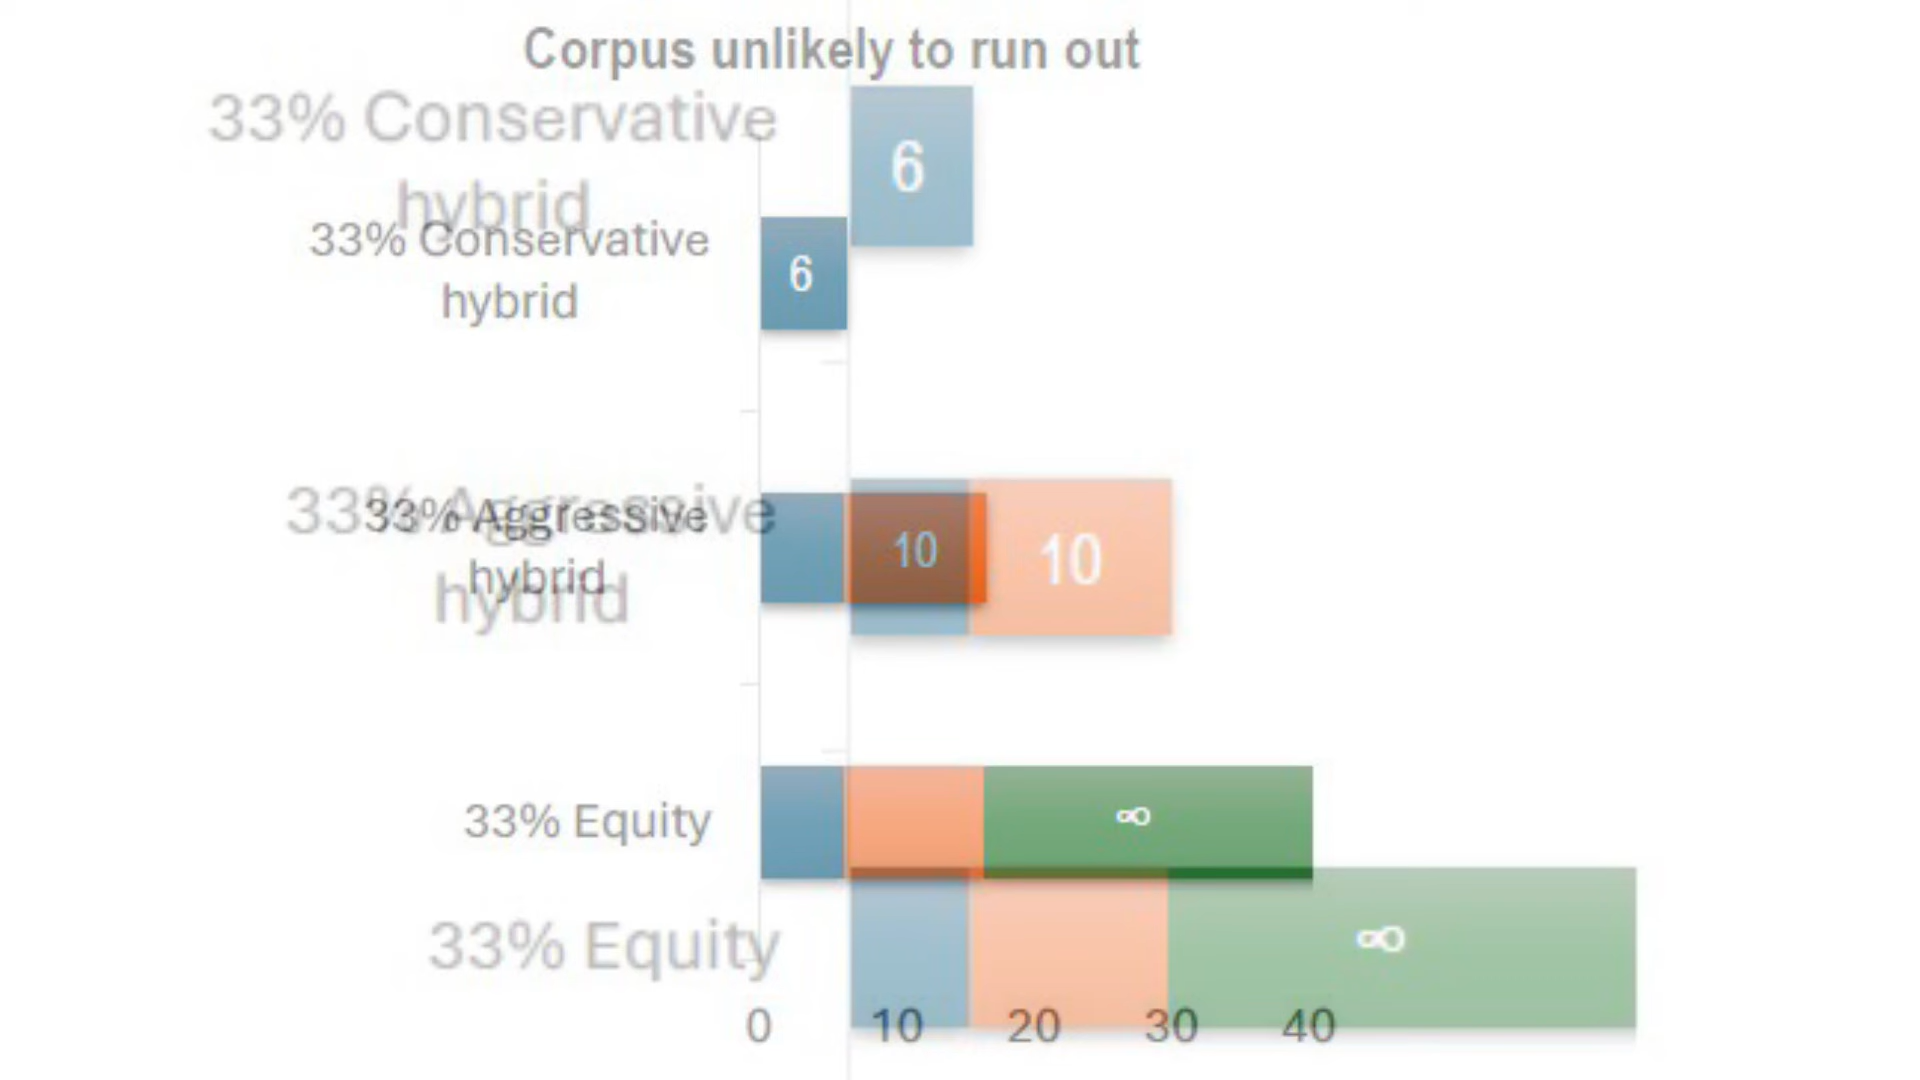 Corpus unlikely to run out
33% Conservative
hybrid
6
33% Conservative
hybrid
6
33% Aggressive
hybrid
10
33% Aggressive
hybrid
10
33% Equity
∞
33% Equity
∞
0 10 20 30 40